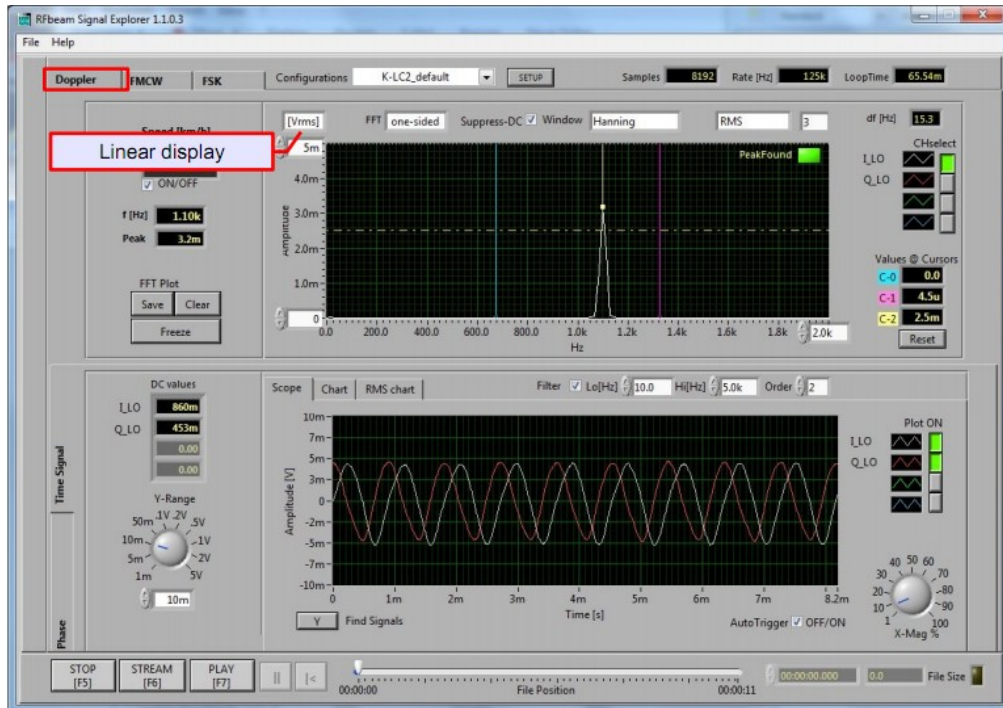 RFbeam Signal Explorer 1.1.0.3
File Help
Doppler FMCW FSK
Configurations K-LC2_default SETUP Samples 8192 Rate [Hz] 125k LoopTime 65.54m
Speed [km/h]
Linear display
ON/OFF
f [Hz] 1.10k
Peak 3.2m
FFT Plot
Save Clear
Freeze
[Vrms] FFT one-sided Suppress-DC Window Hanning RMS 3 df [Hz] 15.3
5m
4.0m
3.0m
2.0m
1.0m
0
Amplitude
PeakFound
0.0 200.0 400.0 600.0 800.0 1.0k 1.2k 1.4k 1.6k 1.8k 2.0k
Hz
CHselect
I_LO
Q_LO
Values @ Cursors
C-0 0.0
C-1 4.5u
C-2 2.5m
Reset
Time Signal
Phase
DC values
I_LO 860m
Q_LO 453m
0.00
0.00
Y-Range
50m .1V .2V .5V
10m 1V
5m 2V
1m 5V
10m
Scope Chart RMS chart Filter Lo[Hz] 10.0 Hi[Hz] 5.0k Order 2
10m
7m
5m
3m
0
-2m
-5m
-7m
-10m
Amplitude [V]
0 1m 2m 3m 4m 5m 6m 7m 8.2m
Time [s]
Y Find Signals
AutoTrigger OFF/ON
Plot ON
I_LO
Q_LO
40 50 60
30 70
20 80
10 90
1 100
X-Mag %
STOP [F5] STREAM [F6] PLAY [F7] || |<
00:00:00 File Position 00:00:11
00:00:00.000 0.0 File Size